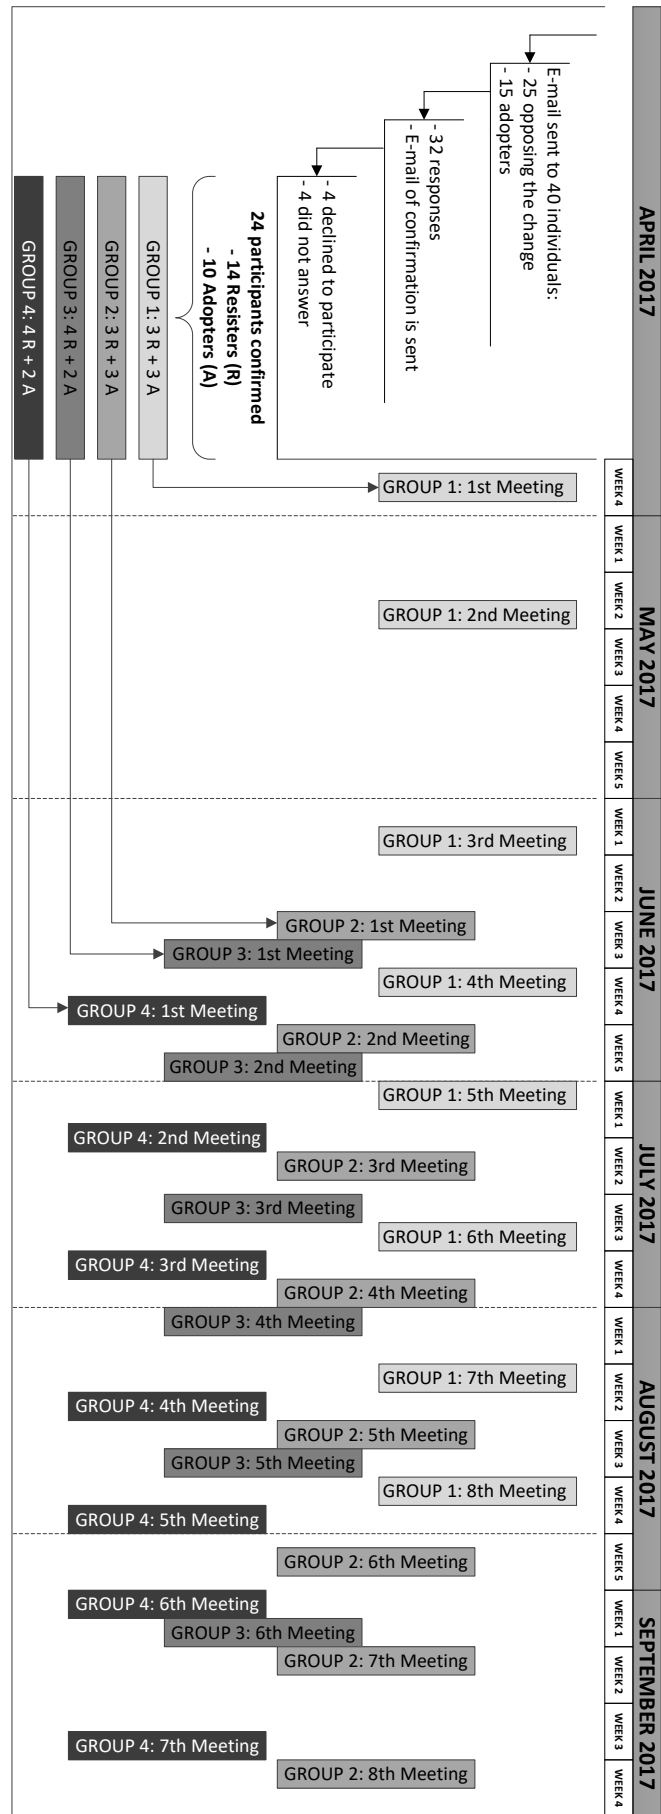 APRIL 2017
WEEK 4
MAY 2017
WEEK 1
WEEK 2
WEEK 3
WEEK 4
WEEK 5
JUNE 2017
WEEK 1
WEEK 2
WEEK 3
WEEK 4
WEEK 5
JULY 2017
WEEK 1
WEEK 2
WEEK 3
WEEK 4
AUGUST 2017
WEEK 1
WEEK 2
WEEK 3
WEEK 4
WEEK 5
SEPTEMBER 2017
WEEK 1
WEEK 2
WEEK 3
WEEK 4
E-mail sent to 40 individuals:
- 25 opposing the change
- 15 adopters
- 32 responses
- E-mail of confirmation is sent
- 4 declined to participate
- 4 did not answer
24 participants confirmed
- 14 Resisters (R)
- 10 Adopters (A)
GROUP 1: 3 R + 3 A
GROUP 2: 3 R + 3 A
GROUP 3: 4 R + 2 A
GROUP 4: 4 R + 2 A
GROUP 1: 1st Meeting
GROUP 1: 2nd Meeting
GROUP 1: 3rd Meeting
GROUP 2: 1st Meeting
GROUP 3: 1st Meeting
GROUP 1: 4th Meeting
GROUP 4: 1st Meeting
GROUP 2: 2nd Meeting
GROUP 3: 2nd Meeting
GROUP 1: 5th Meeting
GROUP 4: 2nd Meeting
GROUP 2: 3rd Meeting
GROUP 3: 3rd Meeting
GROUP 1: 6th Meeting
GROUP 4: 3rd Meeting
GROUP 2: 4th Meeting
GROUP 3: 4th Meeting
GROUP 1: 7th Meeting
GROUP 4: 4th Meeting
GROUP 2: 5th Meeting
GROUP 3: 5th Meeting
GROUP 1: 8th Meeting
GROUP 4: 5th Meeting
GROUP 2: 6th Meeting
GROUP 4: 6th Meeting
GROUP 3: 6th Meeting
GROUP 2: 7th Meeting
GROUP 4: 7th Meeting
GROUP 2: 8th Meeting